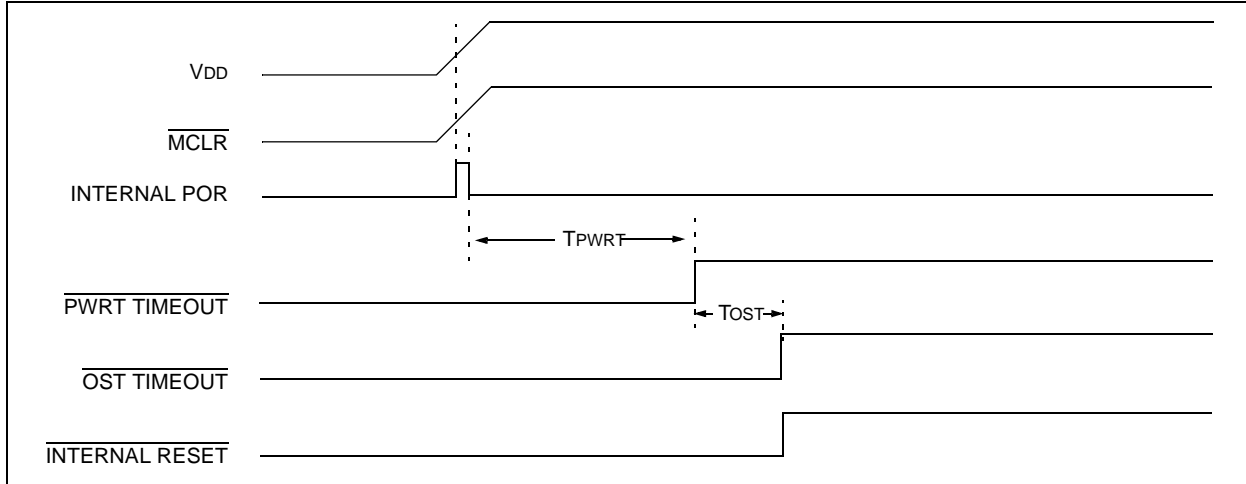 VDD
MCLR
INTERNAL POR
TPWRT
PWRT TIMEOUT
TOST
OST TIMEOUT
INTERNAL RESET